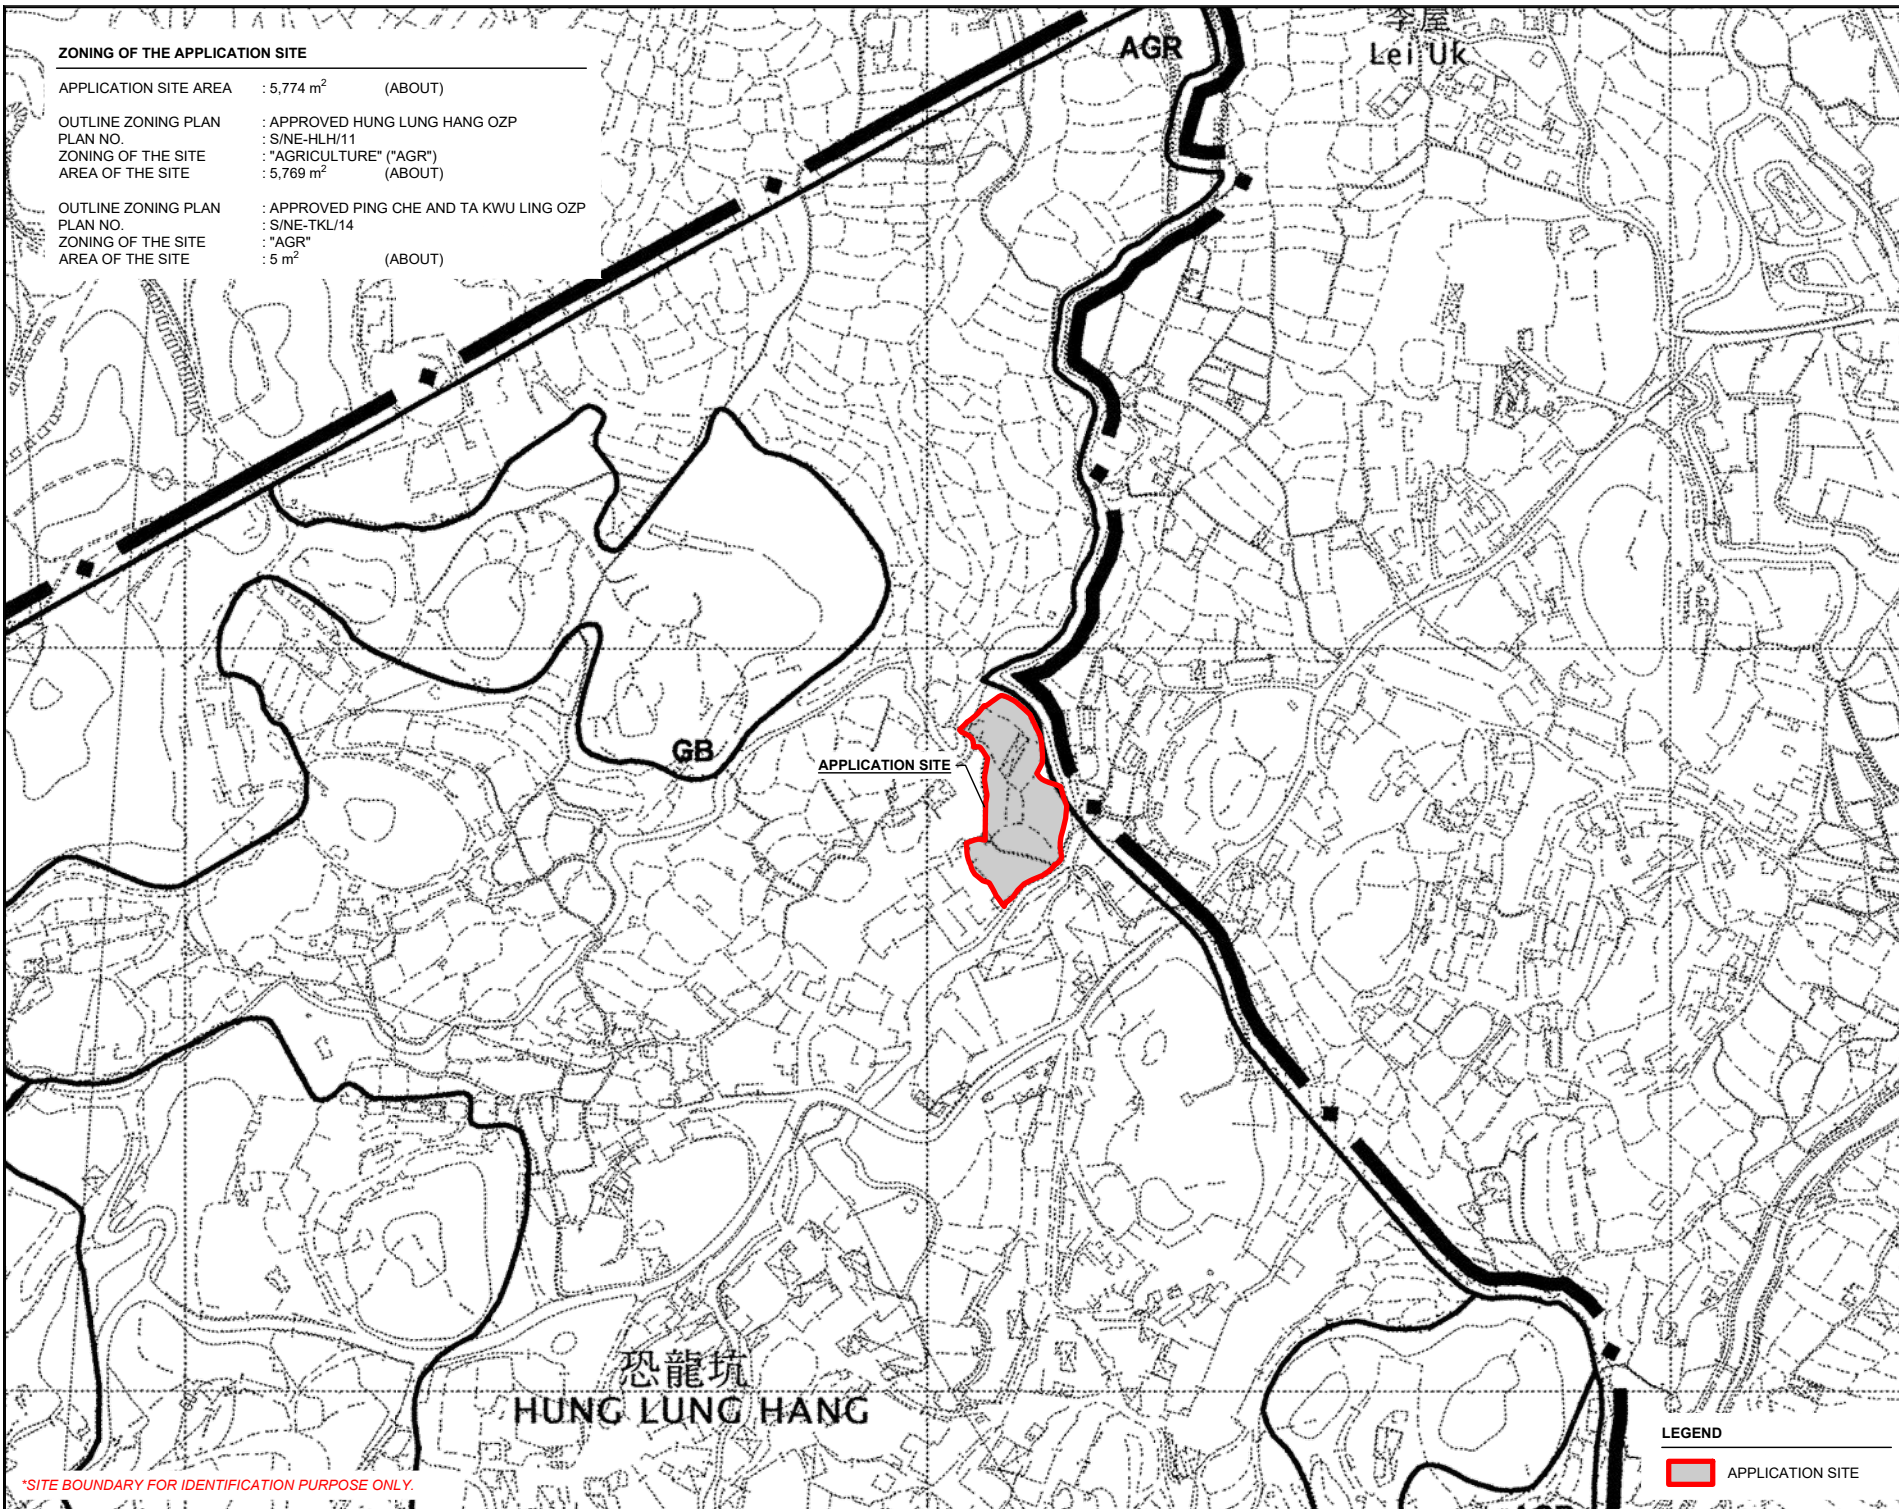 ZONING OF THE APPLICATION SITE
APPLICATION SITE AREA : 5,774 m² (ABOUT)
OUTLINE ZONING PLAN : APPROVED HUNG LUNG HANG OZP
PLAN NO. : S/NE-HLH/11
ZONING OF THE SITE : "AGRICULTURE" ("AGR")
AREA OF THE SITE : 5,769 m² (ABOUT)
OUTLINE ZONING PLAN : APPROVED PING CHE AND TA KWU LING OZP
PLAN NO. : S/NE-TKL/14
ZONING OF THE SITE : "AGR"
AREA OF THE SITE : 5 m² (ABOUT)
AGR
李屋
Lei Uk
GB
APPLICATION SITE
恐龍坑
HUNG LUNG HANG
LEGEND
APPLICATION SITE
*SITE BOUNDARY FOR IDENTIFICATION PURPOSE ONLY.